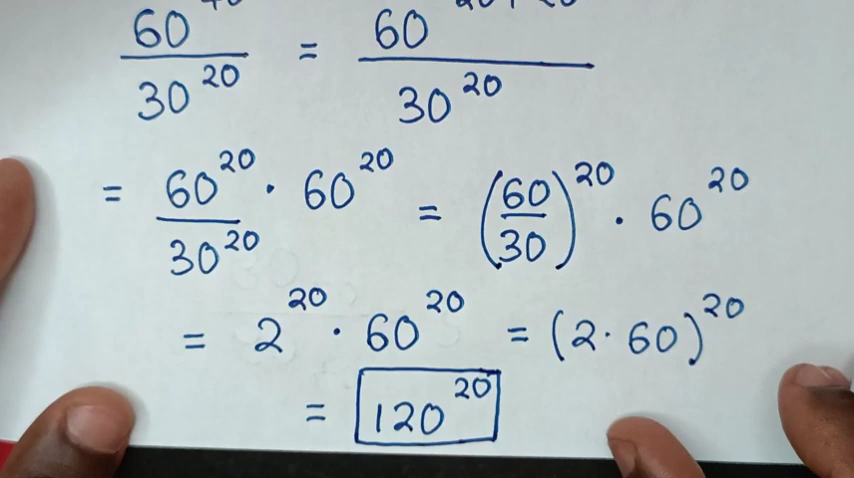 60 / 30^20 = 60 / 30^20
= 60^20 / 30^20 · 60^20 = (60/30)^20 · 60^20
= 2^20 · 60^20 = (2 · 60)^20
= 120^20